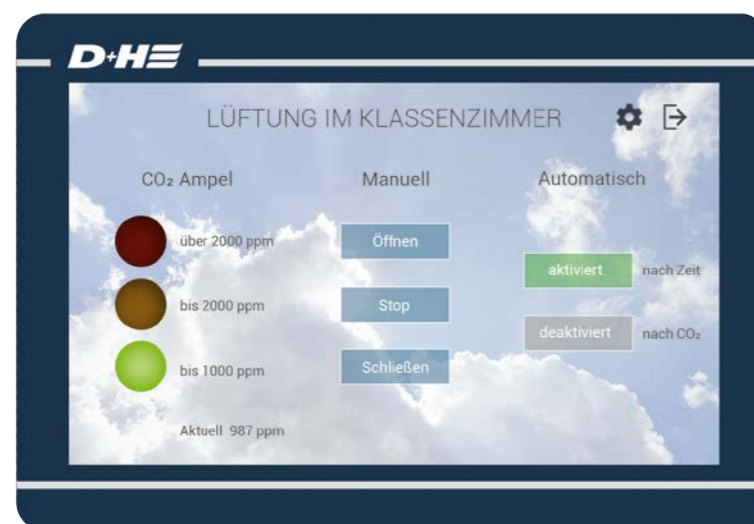 D+H
LÜFTUNG IM KLASSENZIMMER
CO₂ Ampel
über 2000 ppm
bis 2000 ppm
bis 1000 ppm
Aktuell 987 ppm
Manuell
Öffnen
Stop
Schließen
Automatisch
aktiviert nach Zeit
deaktiviert nach CO₂